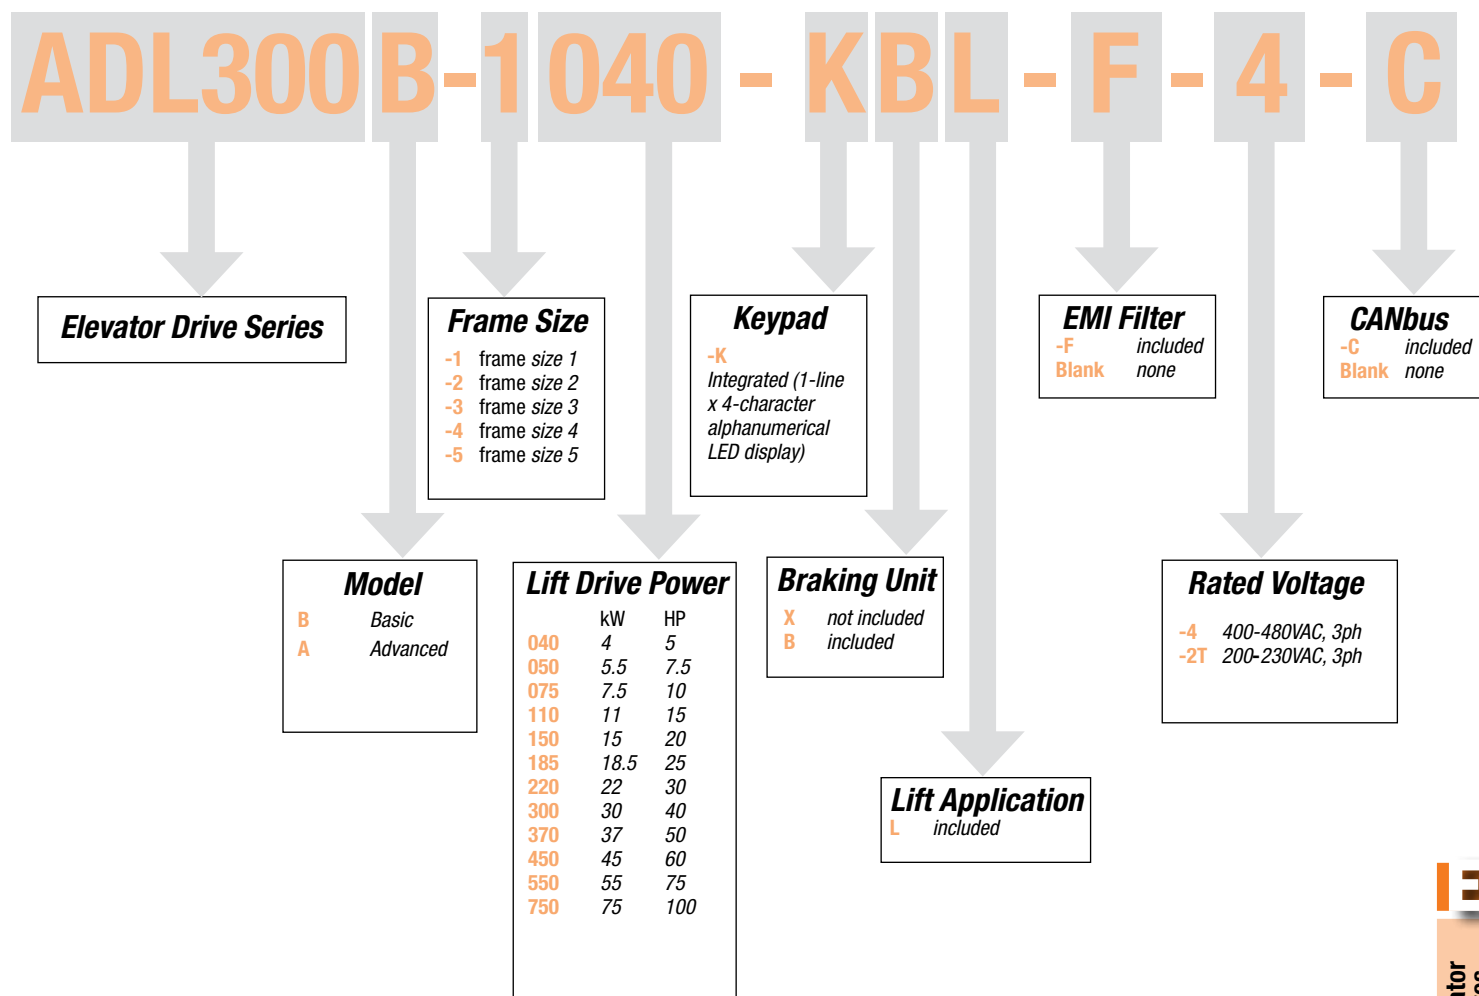 ADL300 B-1 040 - K B L - F - 4 - C
Elevator Drive Series
Frame Size
-1 frame size 1
-2 frame size 2
-3 frame size 3
-4 frame size 4
-5 frame size 5
Keypad
-K
Integrated (1-line
x 4-character
alphanumerical
LED display)
EMI Filter
-F included
Blank none
CANbus
-C included
Blank none
Model
B Basic
A Advanced
Lift Drive Power
kW HP
040 4 5
050 5.5 7.5
075 7.5 10
110 11 15
150 15 20
185 18.5 25
220 22 30
300 30 40
370 37 50
450 45 60
550 55 75
750 75 100
Braking Unit
X not included
B included
Rated Voltage
-4 400-480VAC, 3ph
-2T 200-230VAC, 3ph
Lift Application
L included